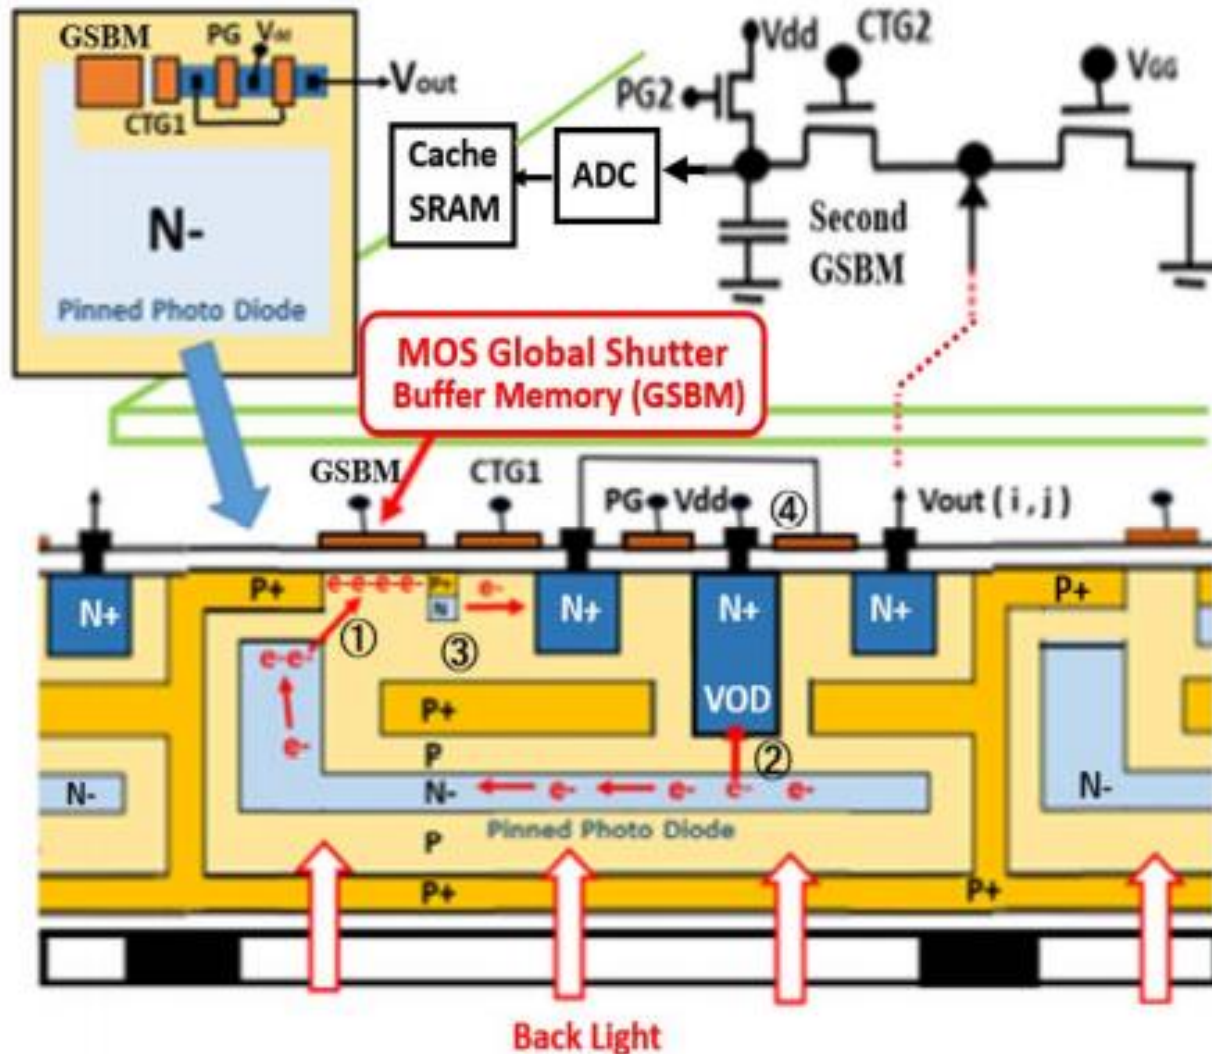 GSBM
PG
Vdd
Vout
CTG1
N-
Pinned Photo Diode
Vdd
CTG2
VGG
PG2
Cache
SRAM
ADC
Second
GSBM
MOS Global Shutter
Buffer Memory (GSBM)
GSBM
CTG1
PG
Vdd
④
Vout ( i , j )
N+
P+
e-e-e-e-
P+
N
e-
N+
N+
N+
P+
①
③
e-e-
e-
P+
VOD
②
P
N-
N-
e-
e-
e-
e-
N-
Pinned Photo Diode
P
P+
P+
Back Light